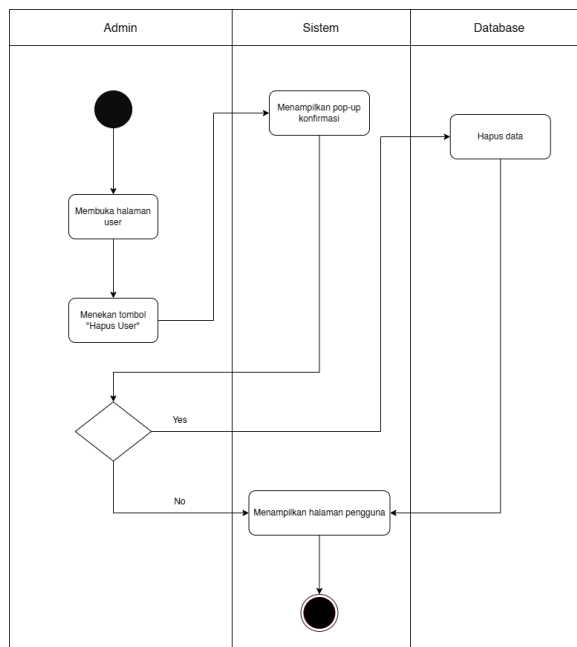 Admin
Sistem
Database
Menampilkan pop-up
konfirmasi
Hapus data
Membuka halaman
user
Menekan tombol
"Hapus User"
Yes
No
Menampilkan halaman pengguna